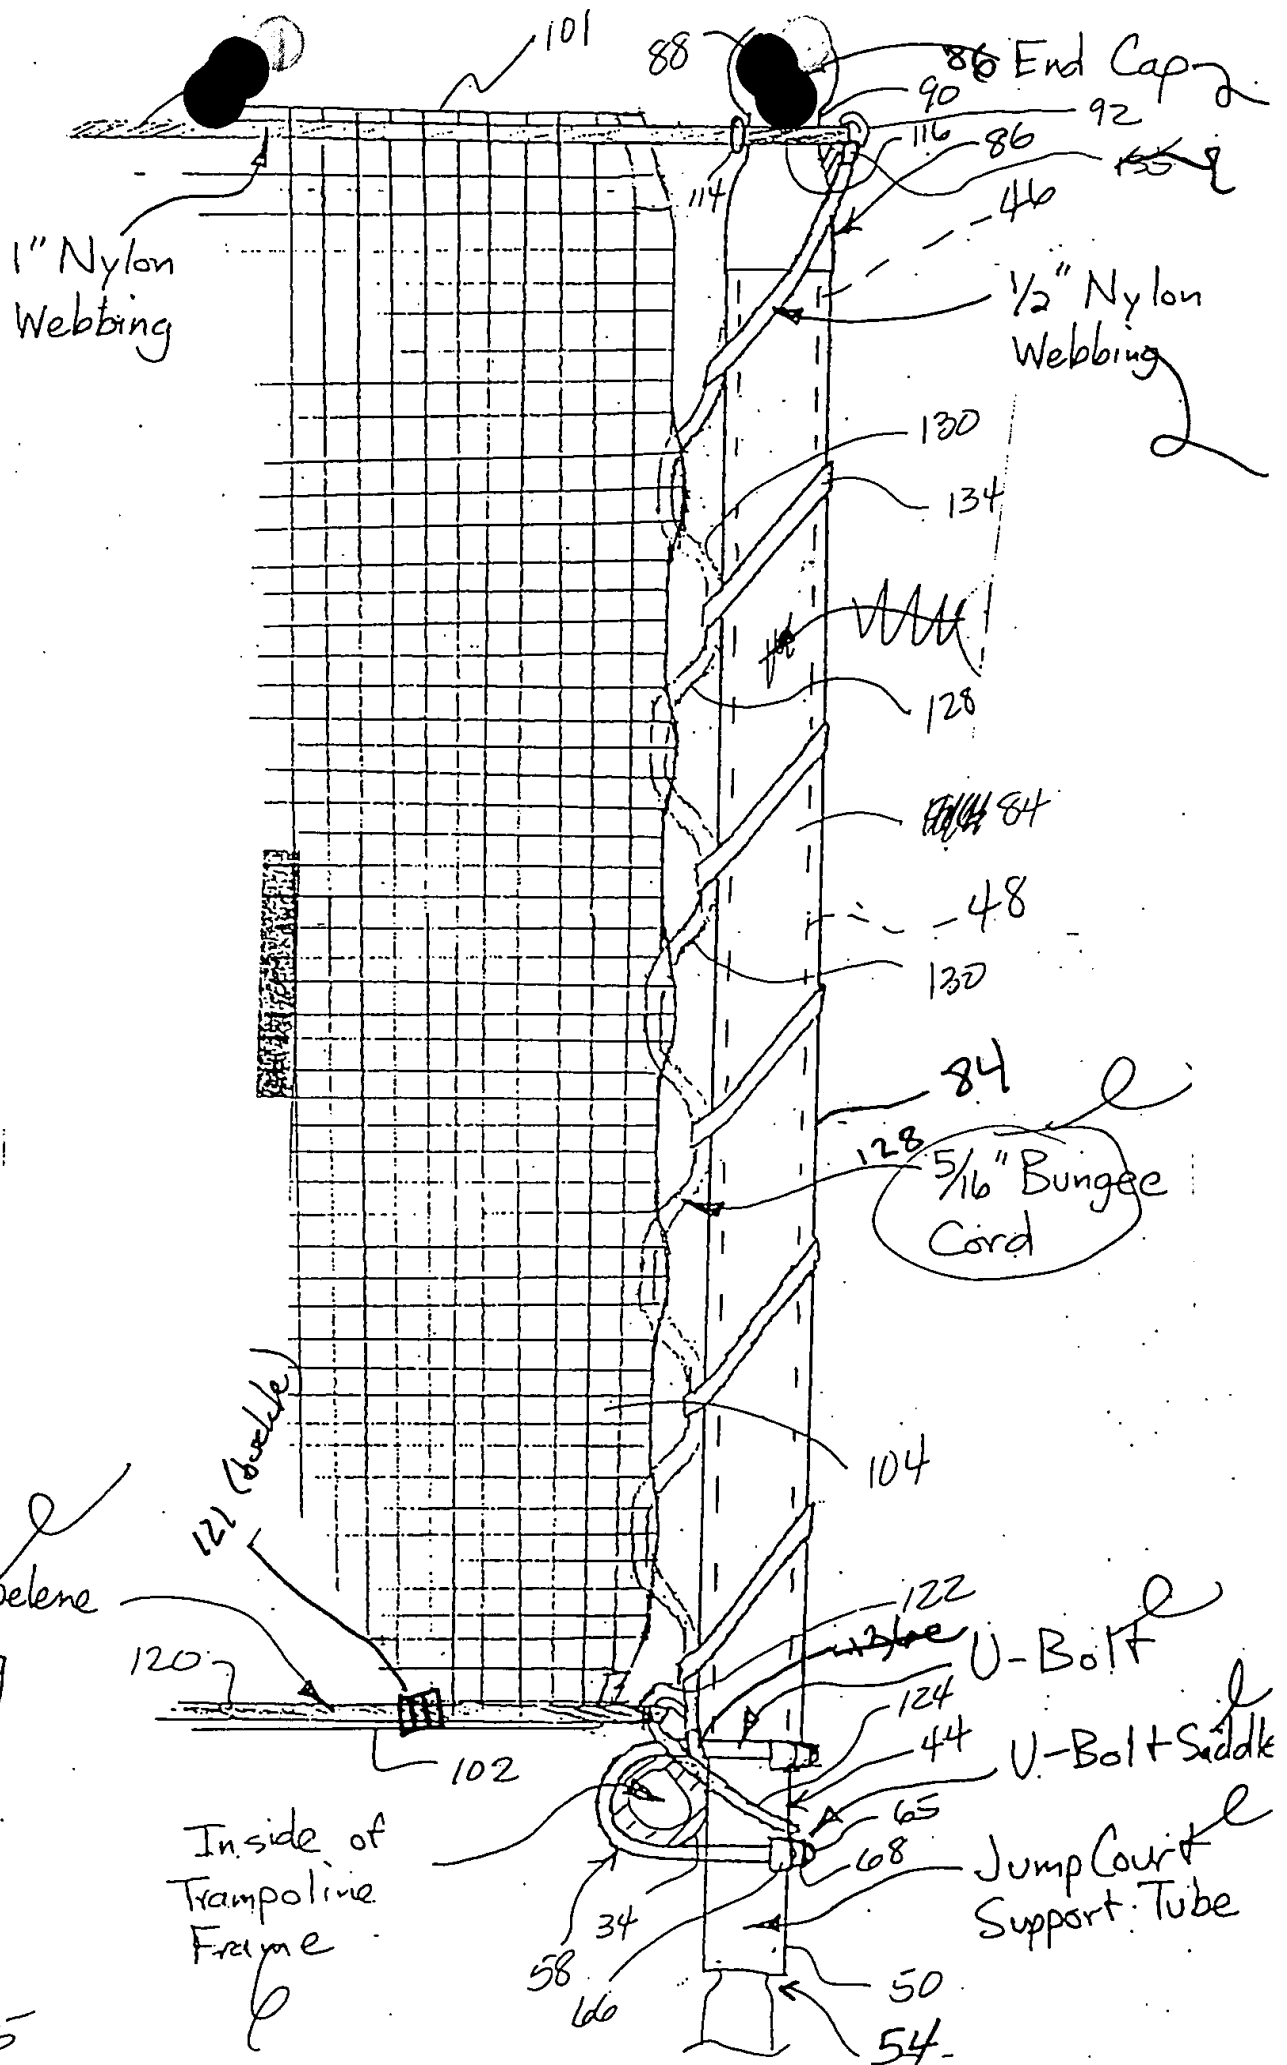 101
88
86 End Cap
90
92
116
86
114
46
1" Nylon
Webbing
1/2" Nylon
Webbing
130
134
128
84
48
130
84
128
5/16" Bungee
Cord
104
121 (buckle)
122
U-Bolt
120
124
44
U-Bolt Saddle
102
65
68
Inside of
Trampoline
Frame
Jump Court
Support Tube
34
58
66
50
54